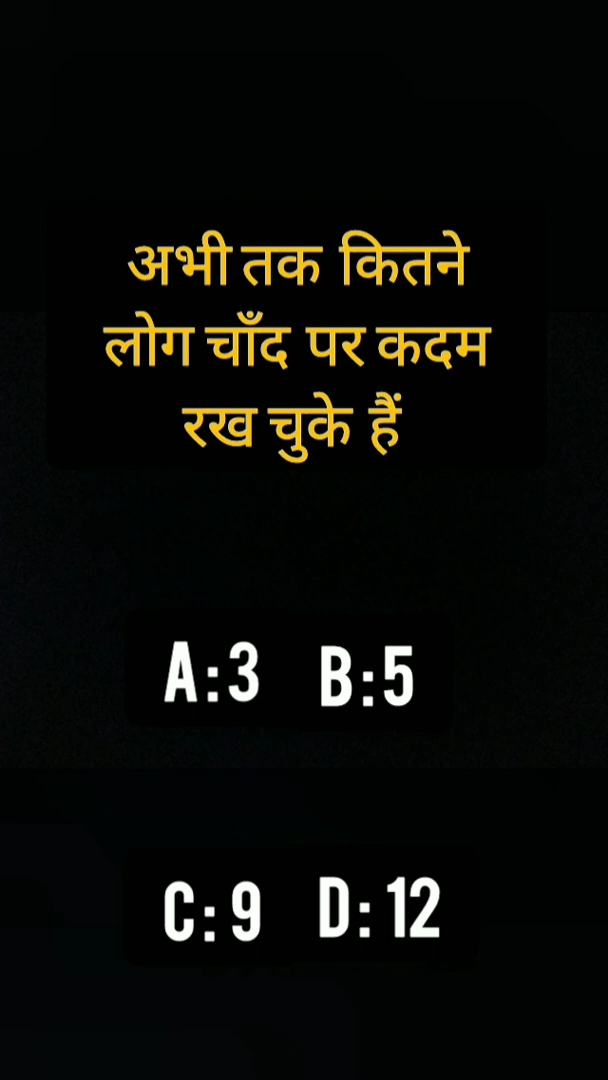 अभी तक कितने
लोग चाँद पर कदम
रख चुके हैं
A:3 B:5
C:9 D:12